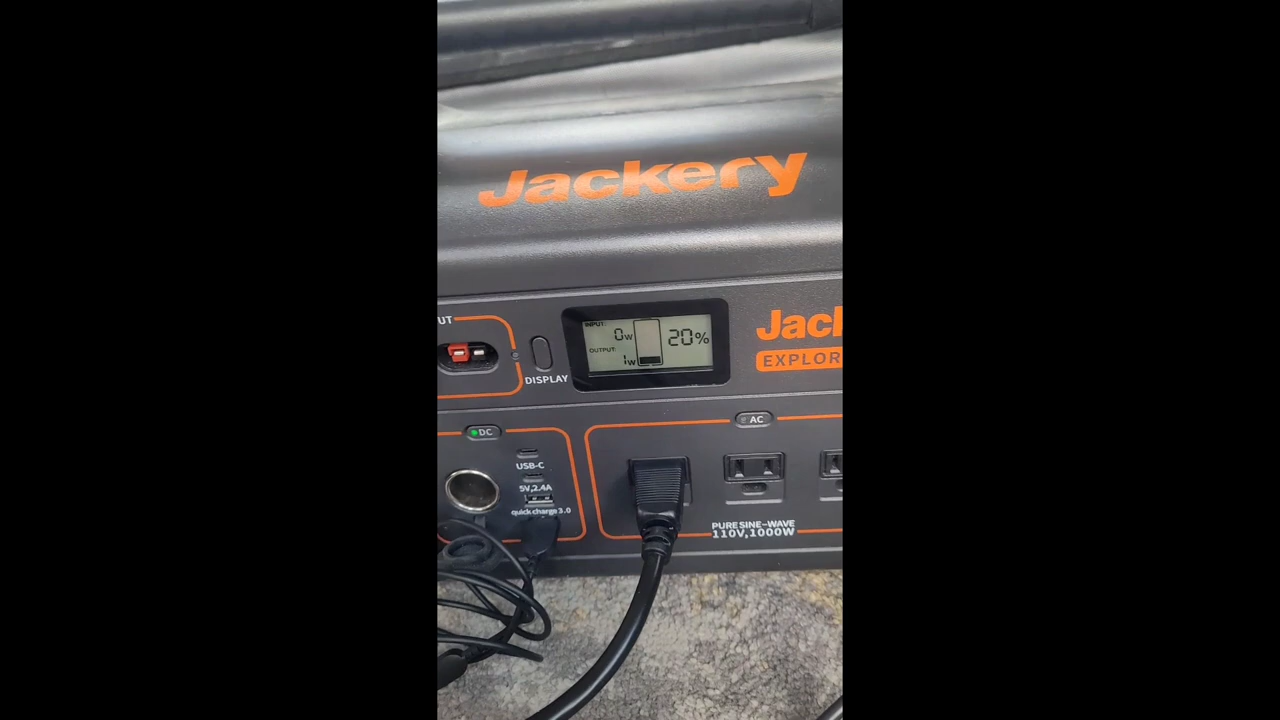 Jackery
UT
DISPLAY
INPUT:
0W
OUTPUT:
1W
20%
Jack
EXPLOR
DC
AC
USB-C
5V,2.4A
quick charge 3.0
PURE SINE-WAVE
110V,1000W